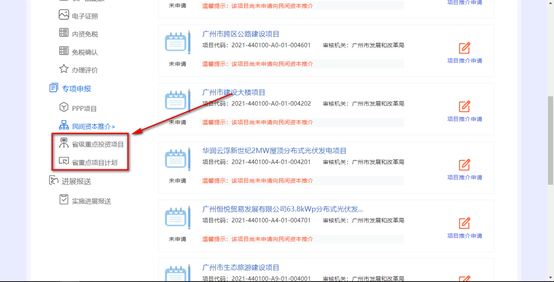 电子证照
内资免税
免税确认
办理评价
专项申报
PPP项目
民间资本推介»
省级重点投资项目
省重点项目计划
进展报送
实施进展报送
未申请
温馨提示：该项目尚未申请向民间资本推介
项目推介申请
广州市跨区公路建设项目
项目代码：2021-440100-A0-01-004601 审核机关：广州市发展和改革局
未申请
温馨提示：该项目尚未申请向民间资本推介
项目推介申请
广州市建设大楼项目
项目代码：2021-440100-A0-01-004202 审核机关：广州市发展和改革局
未申请
温馨提示：该项目尚未申请向民间资本推介
项目推介申请
华润云浮新世纪2MW屋顶分布式光伏发电项目
项目代码：2021-440100-A4-01-004301 审核机关：广州市发展和改革局
未申请
温馨提示：该项目尚未申请向民间资本推介
项目推介申请
广州恒悦贸易发展有限公司63.8kWp分布式光伏发...
项目代码：2021-440100-A4-01-004701 审核机关：广州市发展和改革局
未申请
温馨提示：该项目尚未申请向民间资本推介
项目推介申请
广州市生态旅游建设项目
项目代码：2021-440100-A9-01-004001 审核机关：广州市发展和改革局